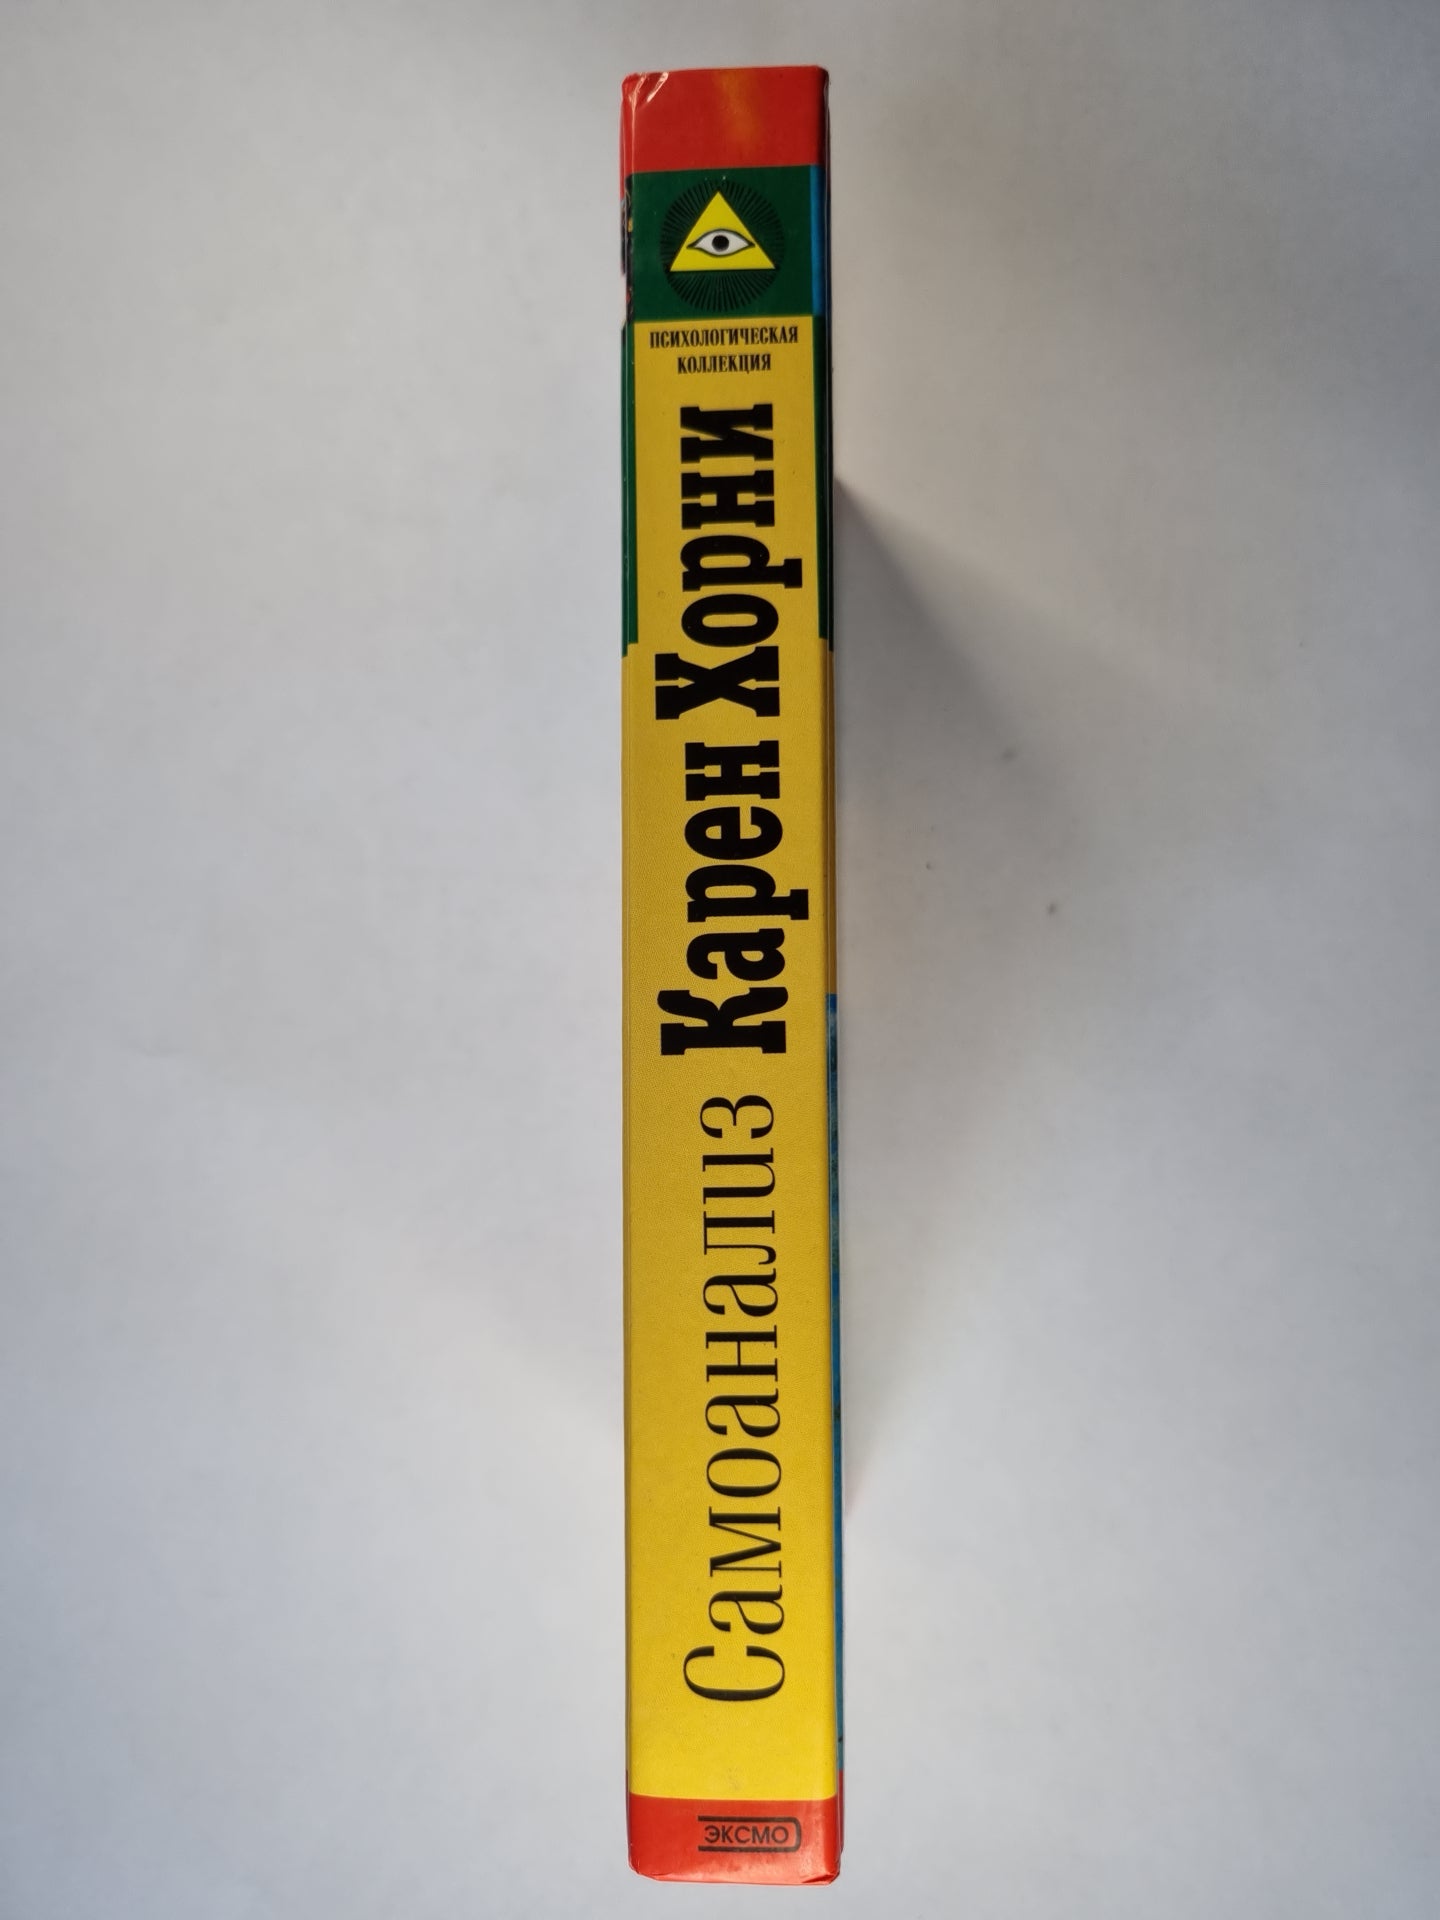 ПСИХОЛОГИЧЕСКАЯ
КОЛЛЕКЦИЯ
Самоанализ Карен Хорни
ЭКСМО